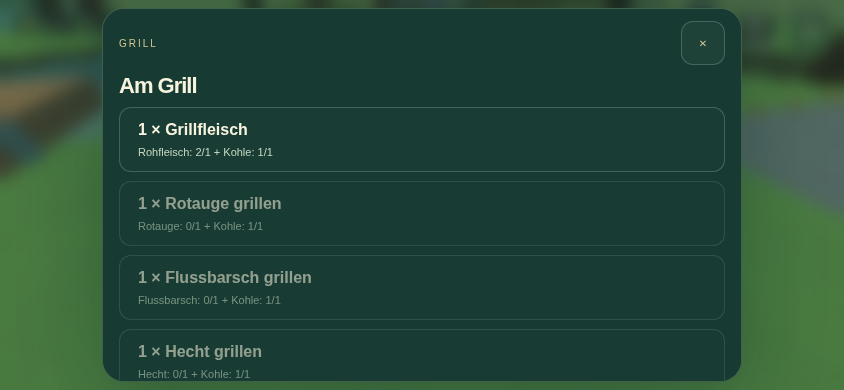 GRILL
×
Am Grill
1 × Grillfleisch
Rohfleisch: 2/1 + Kohle: 1/1
1 × Rotauge grillen
Rotauge: 0/1 + Kohle: 1/1
1 × Flussbarsch grillen
Flussbarsch: 0/1 + Kohle: 1/1
1 × Hecht grillen
Hecht: 0/1 + Kohle: 1/1